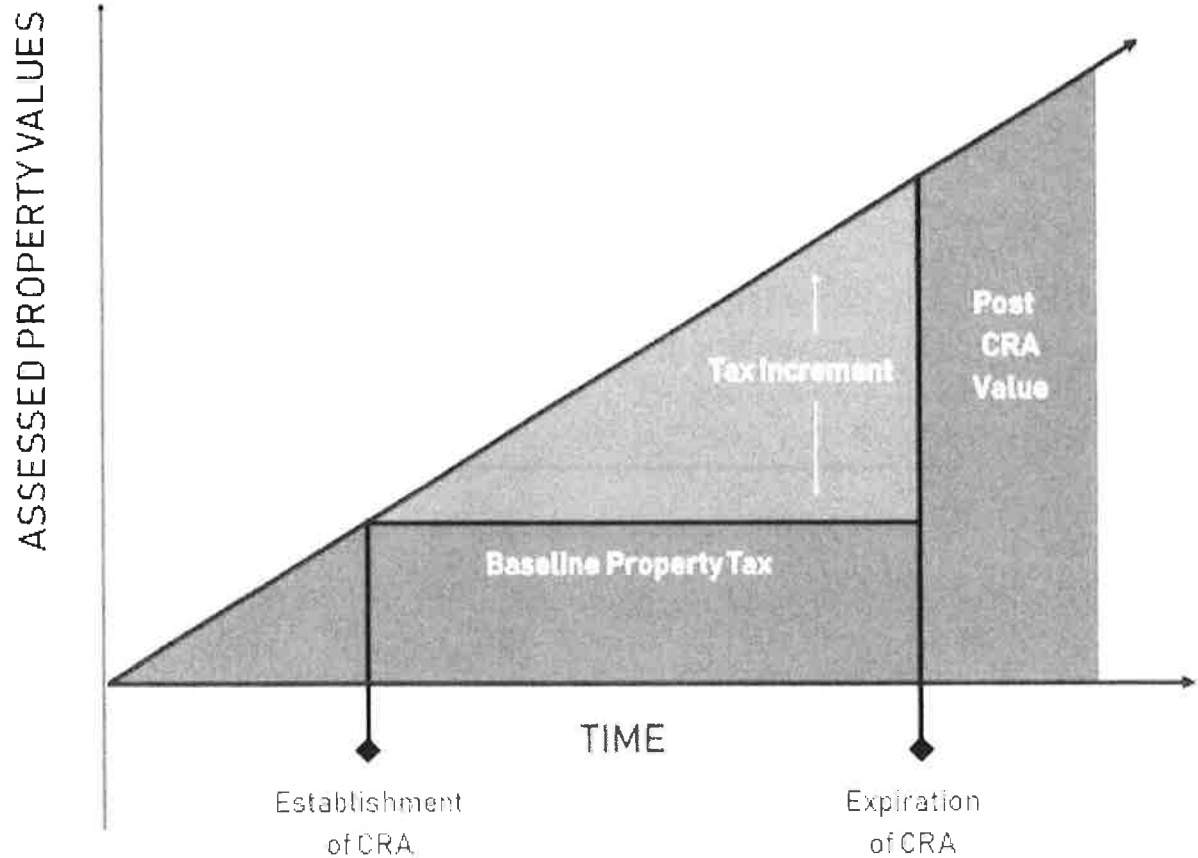 ASSESSED PROPERTY VALUES
Post
CRA
Value
Tax Increment
Baseline Property Tax
TIME
Establishment
of CRA
Expiration
of CRA